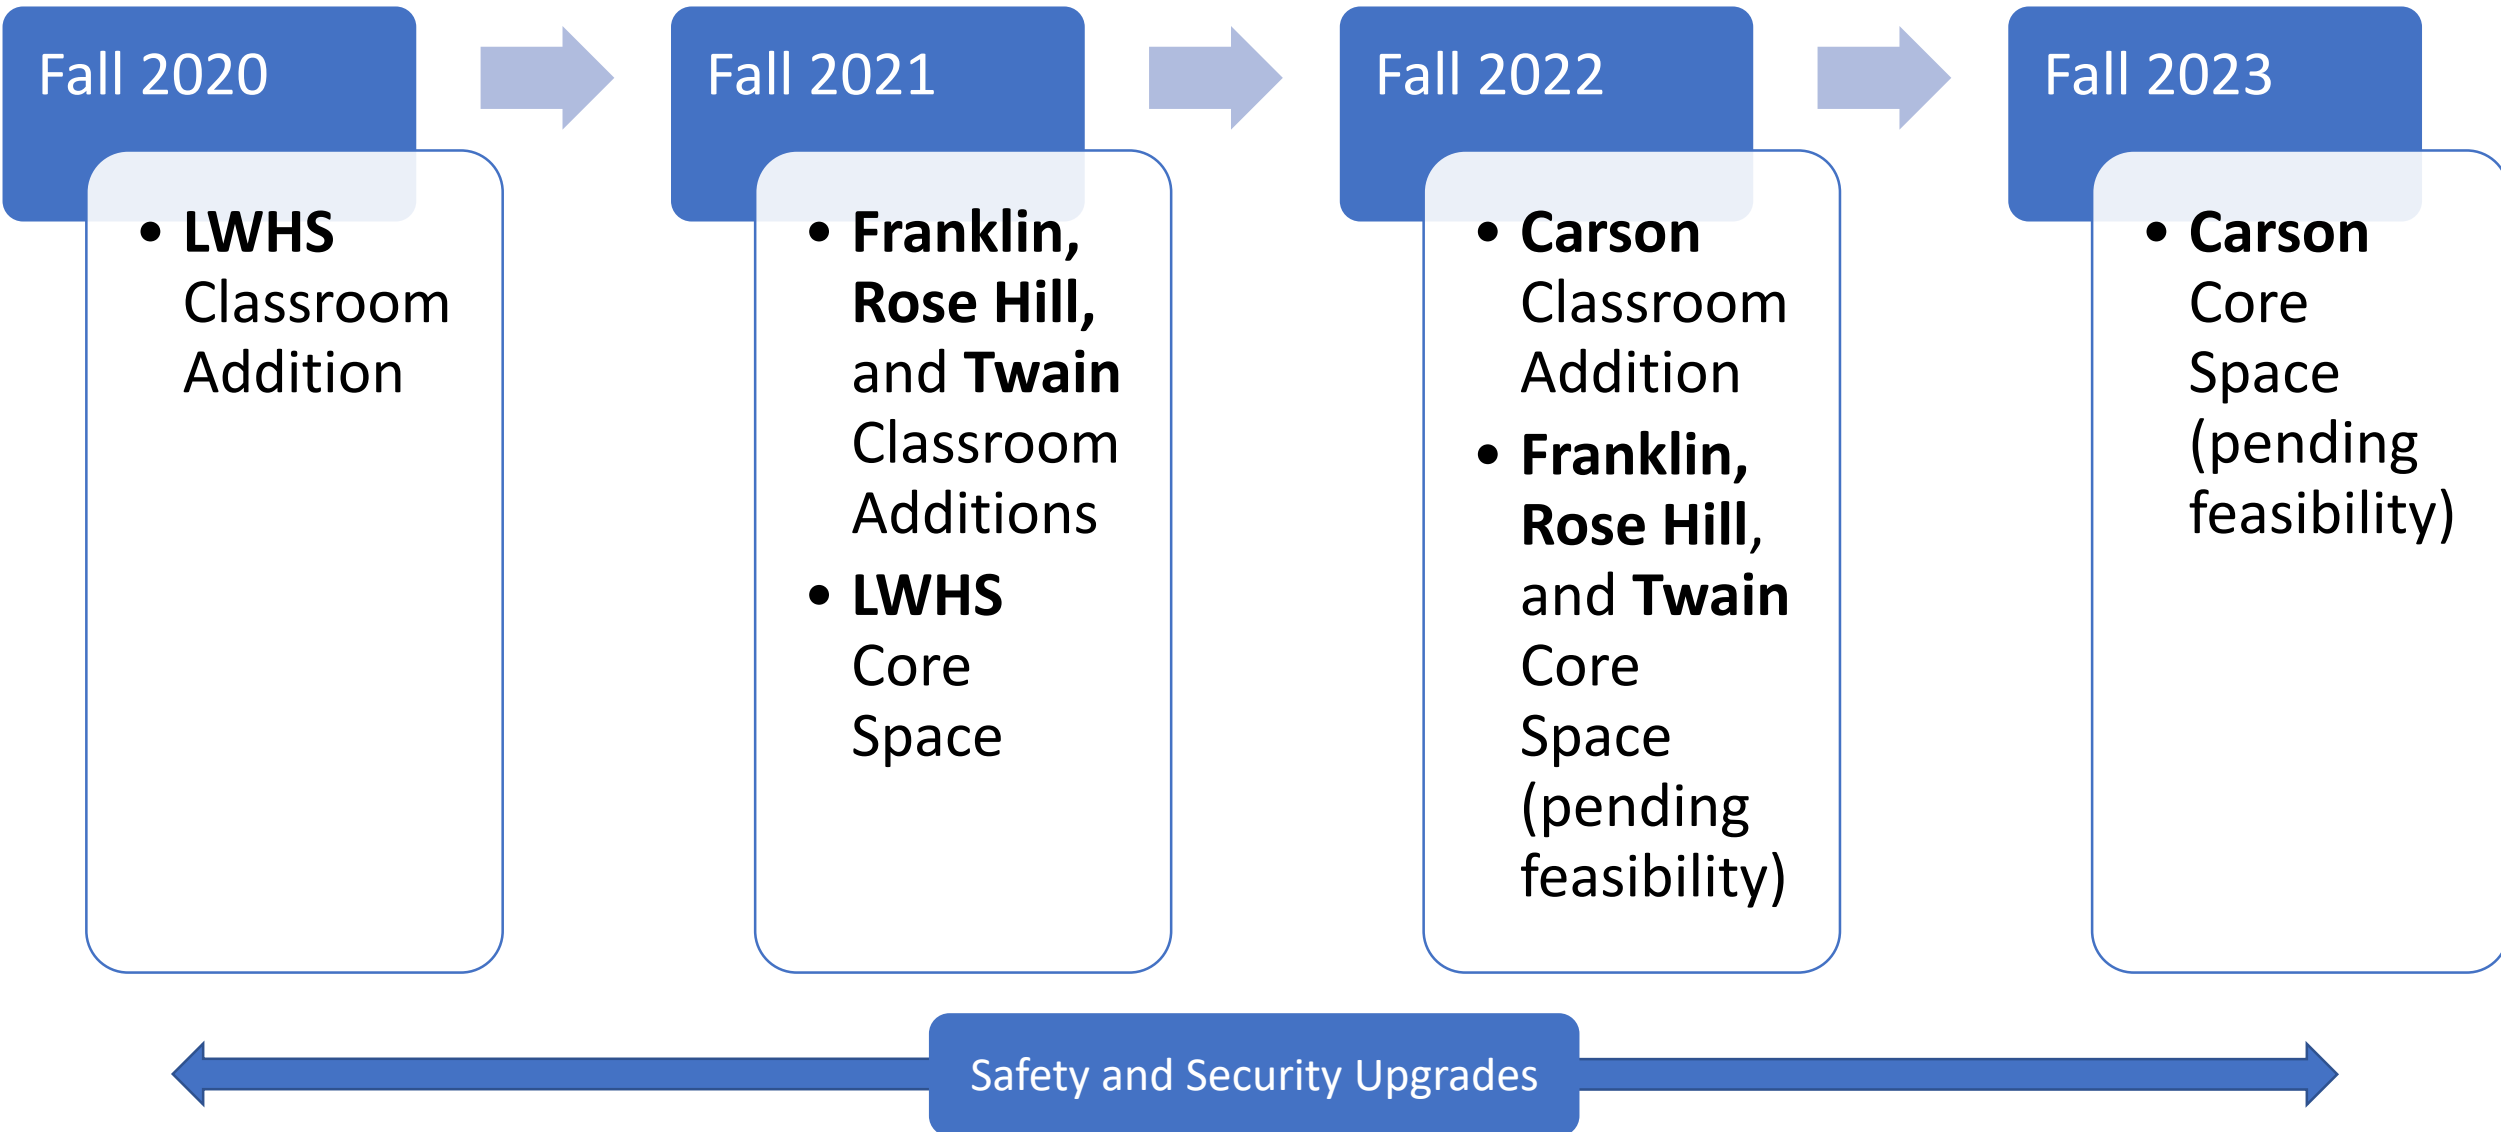 Fall 2020
• LWHS
Classroom
Addition
Fall 2021
• Franklin,
Rose Hill,
and Twain
Classroom
Additions
• LWHS
Core
Space
Fall 2022
• Carson
Classroom
Addition
• Franklin,
Rose Hill,
and Twain
Core
Space
(pending
feasibility)
Fall 2023
• Carson
Core
Space
(pending
feasibility)
Safety and Security Upgrades